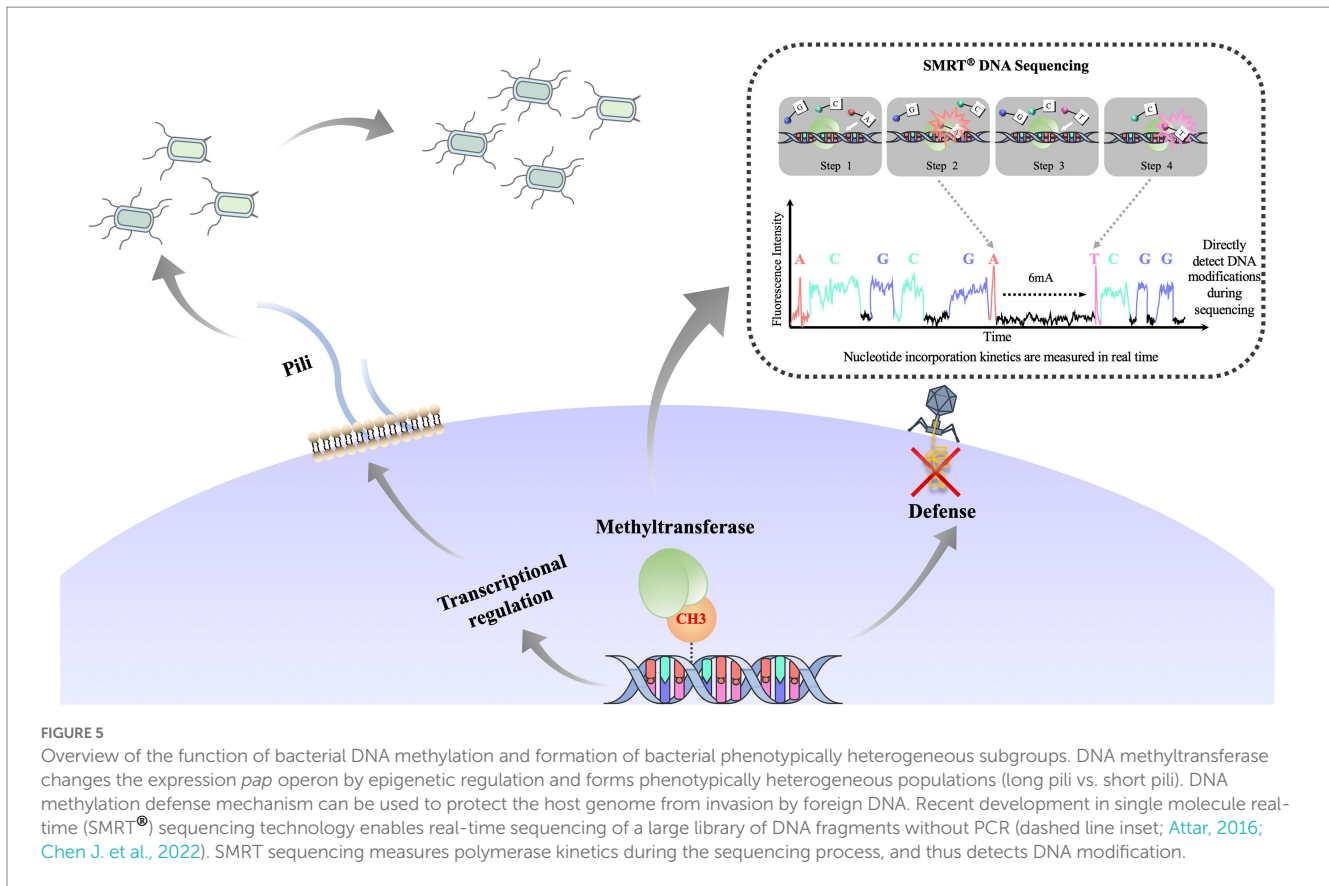 SMRT® DNA Sequencing
G
C
A
Step 1
G
C
Step 2
G
C
T
Step 3
C
T
Step 4
Fluorescence Intensity
A C G C G A T C G G
6mA
Time
Directly
detect DNA
modifications
during
sequencing
Nucleotide incorporation kinetics are measured in real time
Pili
Methyltransferase
Defense
Transcriptional
regulation
CH3
FIGURE 5
Overview of the function of bacterial DNA methylation and formation of bacterial phenotypically heterogeneous subgroups. DNA methyltransferase
changes the expression pap operon by epigenetic regulation and forms phenotypically heterogeneous populations (long pili vs. short pili). DNA
methylation defense mechanism can be used to protect the host genome from invasion by foreign DNA. Recent development in single molecule real-
time (SMRT®) sequencing technology enables real-time sequencing of a large library of DNA fragments without PCR (dashed line inset; Attar, 2016;
Chen J. et al., 2022). SMRT sequencing measures polymerase kinetics during the sequencing process, and thus detects DNA modification.